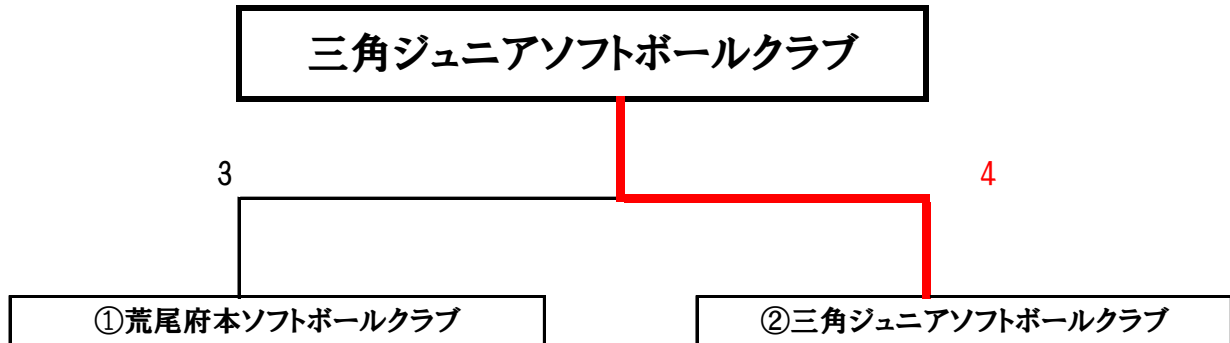 三角ジュニアソフトボールクラブ
3
4
①荒尾府本ソフトボールクラブ
②三角ジュニアソフトボールクラブ